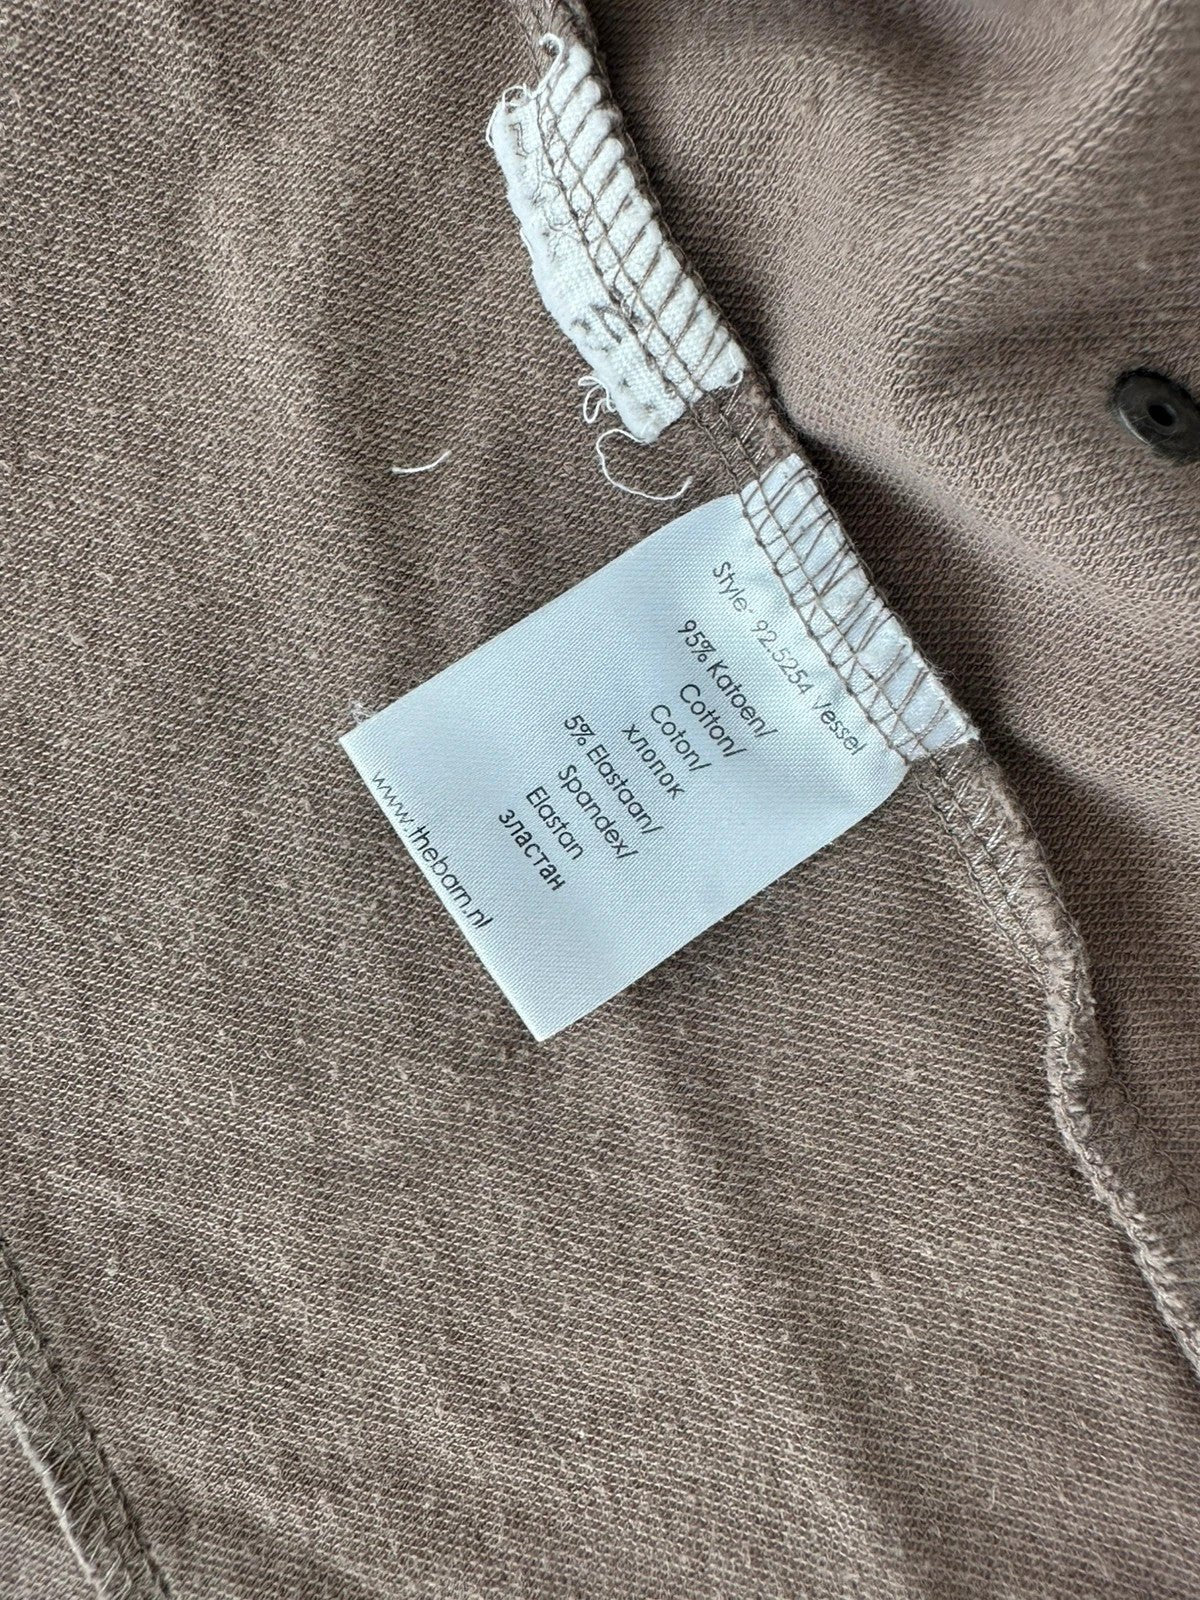 Style: 92.5254 Vessel
95% Katoen/
Cotton/
Coton/
хлопок
5% Elastaan/
Spandex/
Elastan
эластан
www.thebarn.nl